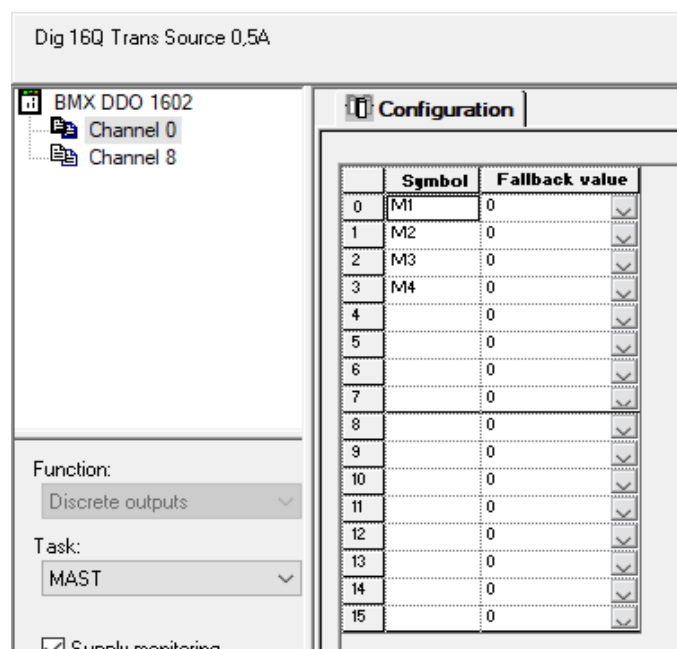 Dig 16Q Trans Source 0,5A
BMX DDO 1602
Channel 0
Channel 8
Function:
Discrete outputs
Task:
MAST
Supply monitoring
Configuration
Symbol Fallback value
0 M1 0
1 M2 0
2 M3 0
3 M4 0
4 0
5 0
6 0
7 0
8 0
9 0
10 0
11 0
12 0
13 0
14 0
15 0